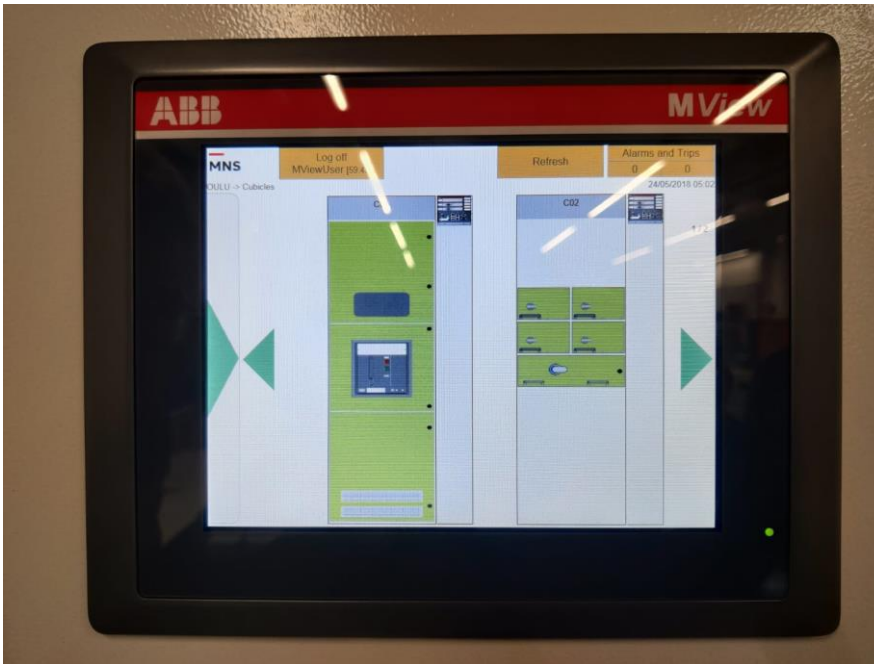 ABB
MView
MNS
Log off
MViewUser
Refresh
Alarms and Trips
0 0
OULU -> Cubicles
24/05/2018 05:02
C02